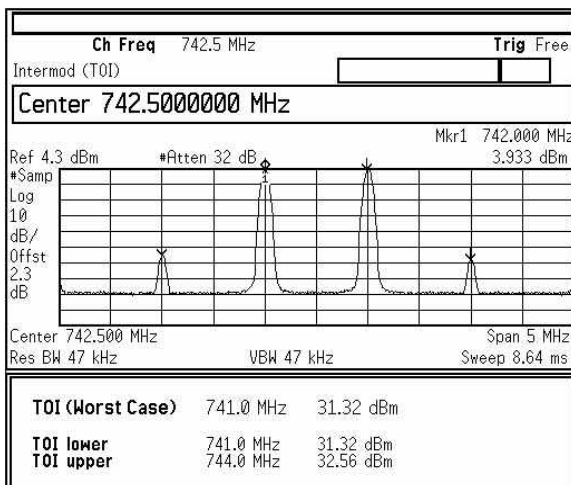 Ch Freq 742.5 MHz Trig Free
Intermod (TOI)
Center 742.5000000 MHz
Mkr1 742.000 MHz
Ref 4.3 dBm #Atten 32 dB 3.933 dBm
#Samp
Log
10
dB/
Offst
2.3
dB
1
Center 742.500 MHz Span 5 MHz
Res BW 47 kHz VBW 47 kHz Sweep 8.64 ms
TOI (Worst Case) 741.0 MHz 31.32 dBm
TOI lower 741.0 MHz 31.32 dBm
TOI upper 744.0 MHz 32.56 dBm